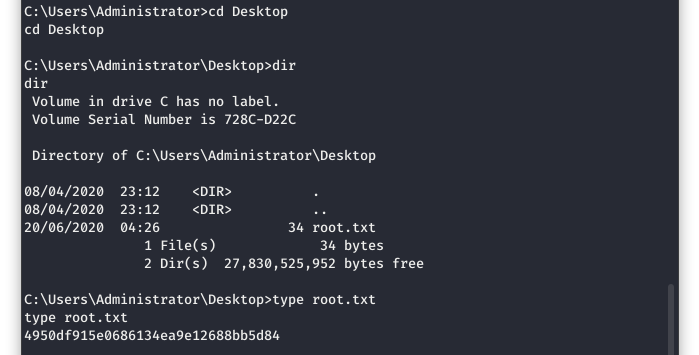 C:\Users\Administrator>cd Desktop
cd Desktop
C:\Users\Administrator\Desktop>dir
dir
Volume in drive C has no label.
Volume Serial Number is 728C-D22C
Directory of C:\Users\Administrator\Desktop
08/04/2020  23:12    <DIR>          .
08/04/2020  23:12    <DIR>          ..
20/06/2020  04:26                34 root.txt
1 File(s)             34 bytes
2 Dir(s)  27,830,525,952 bytes free
C:\Users\Administrator\Desktop>type root.txt
type root.txt
4950df915e0686134ea9e12688bb5d84